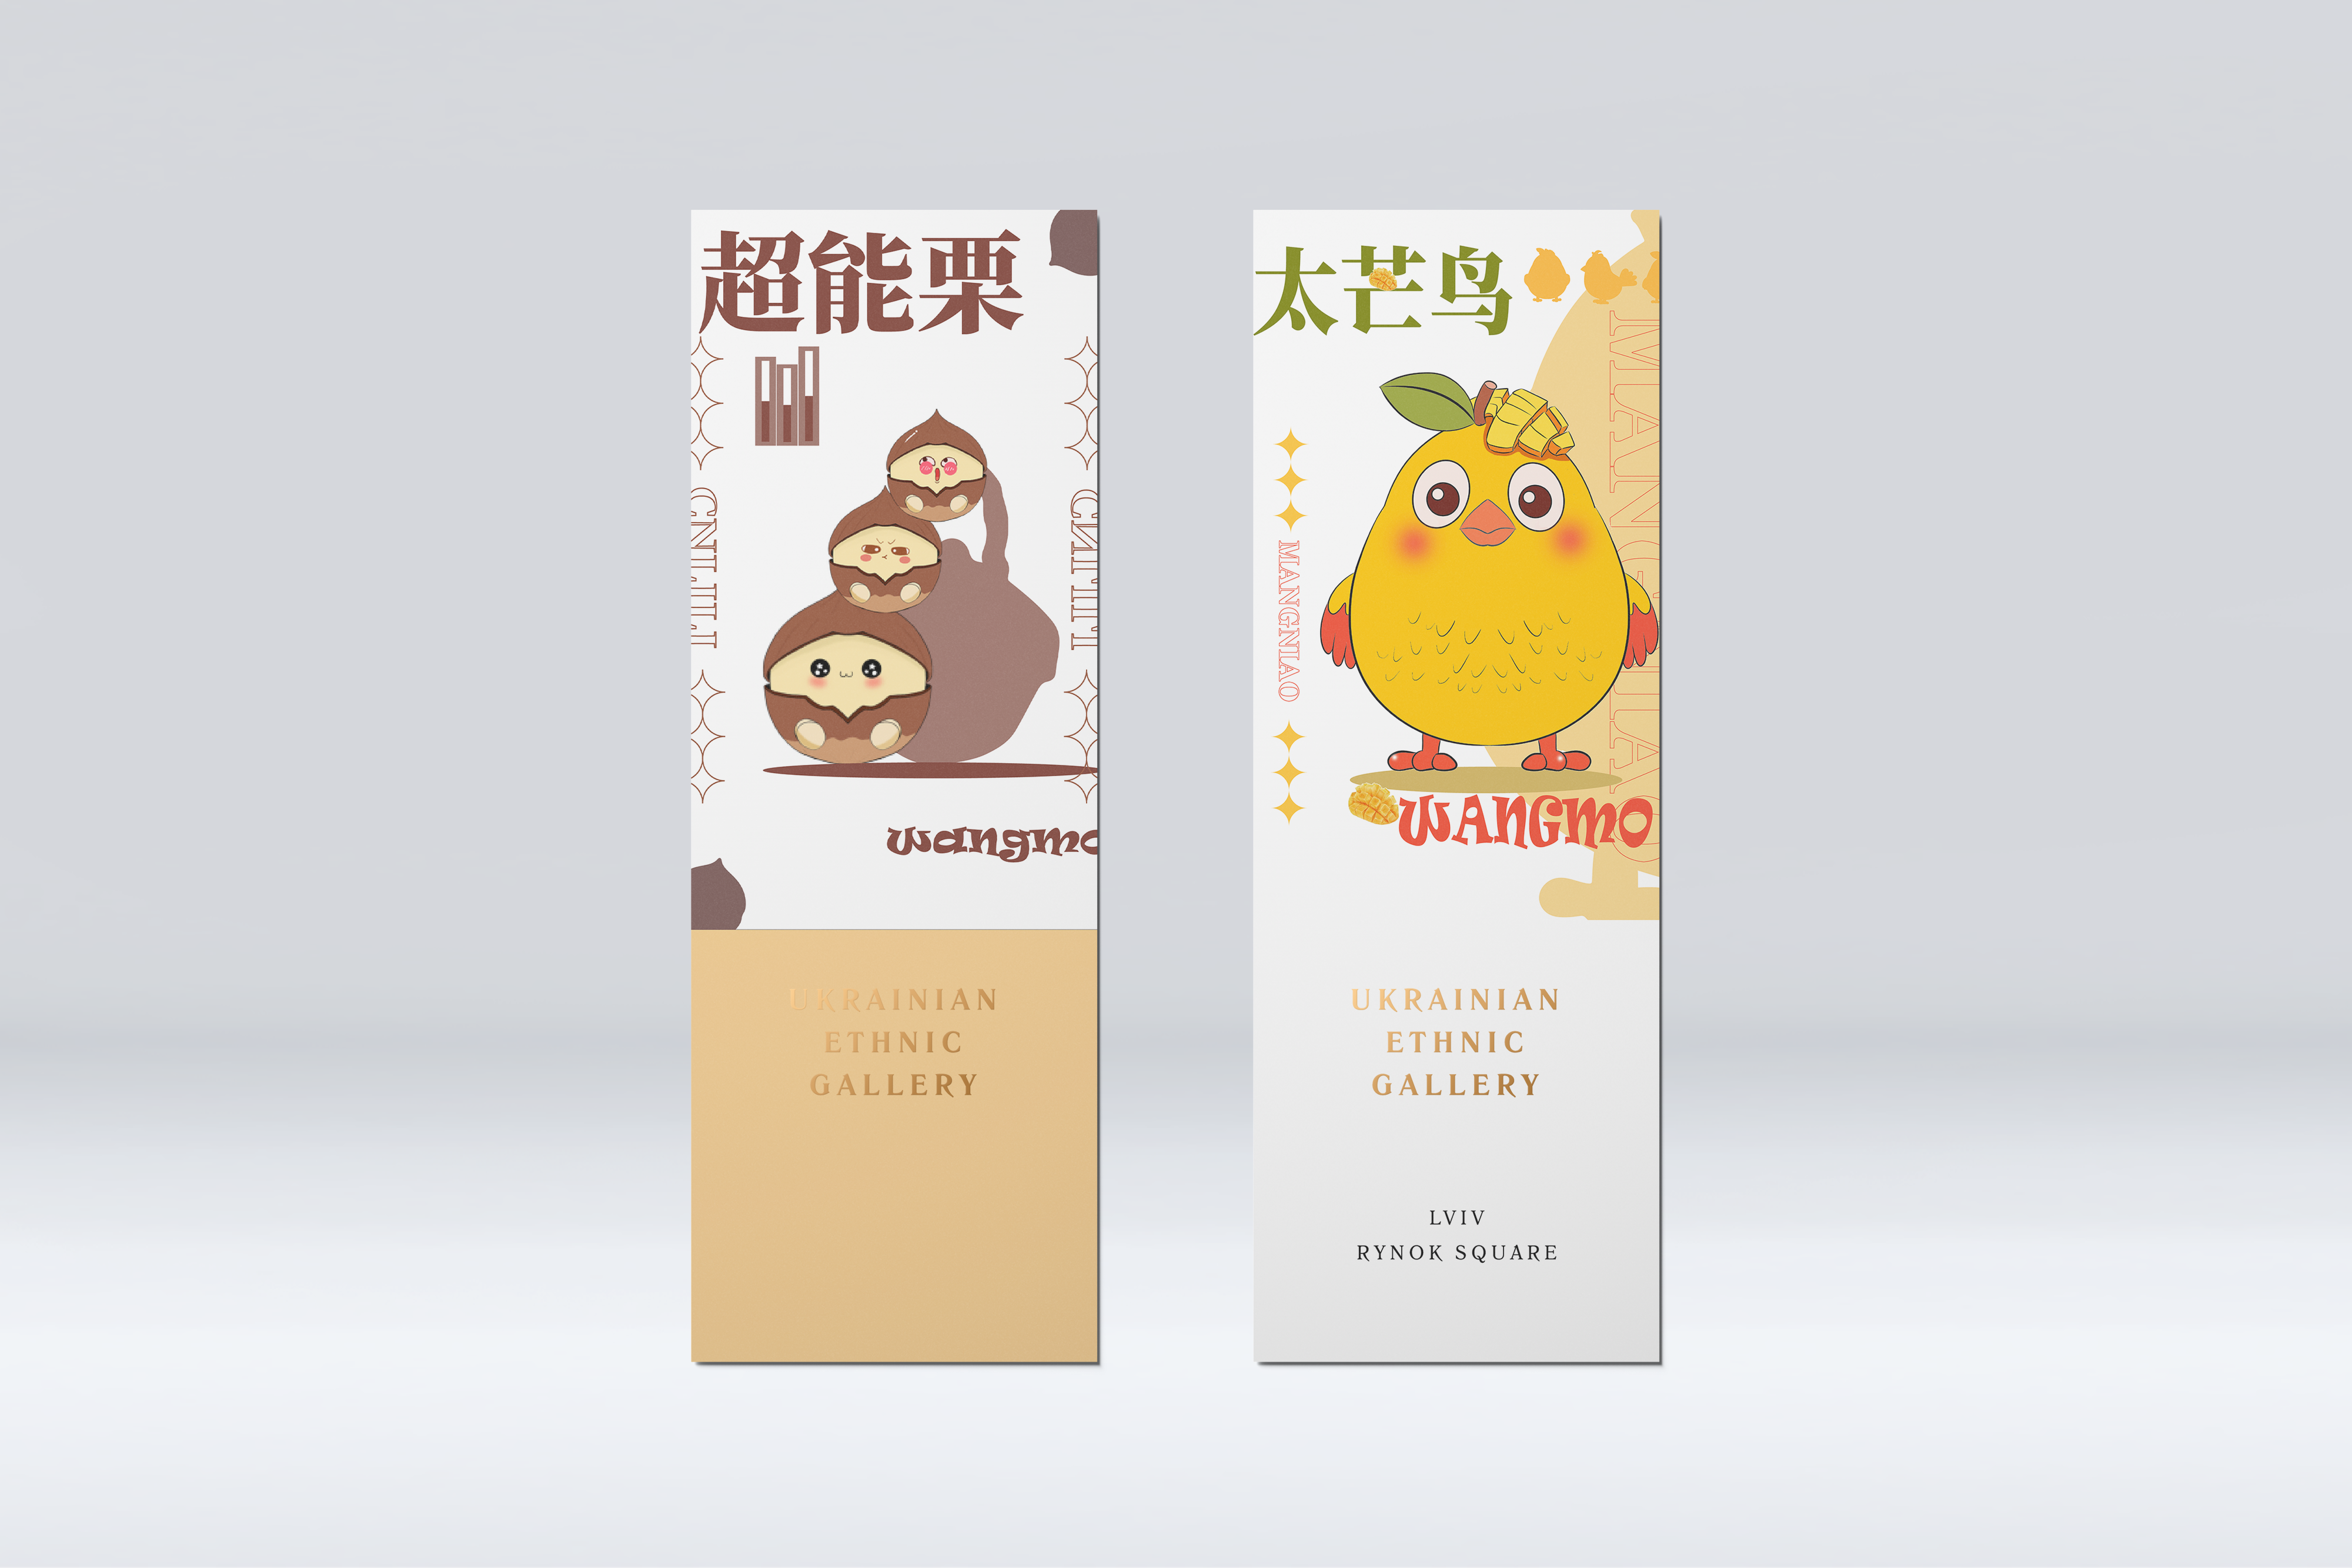 超能栗
wangmo
UKRAINIAN
ETHNIC
GALLERY
太芒鸟
MANGNIAO
WANGMO
UKRAINIAN
ETHNIC
GALLERY
LVIV
RYNOK SQUARE